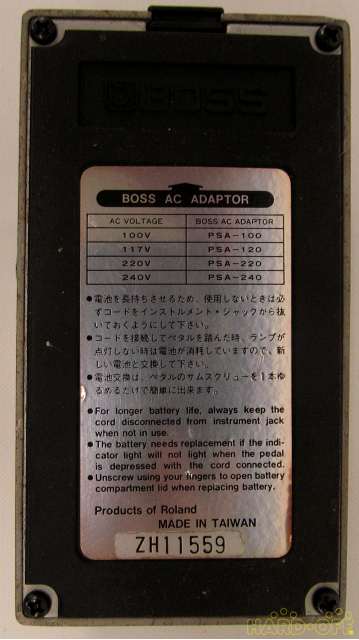 BOSS
BOSS AC ADAPTOR
AC VOLTAGE BOSS AC ADAPTOR
100V PSA-100
117V PSA-120
220V PSA-220
240V PSA-240
●電池を長持ちさせるため、使用しないときは必
ずコードをインストルメント・ジャックから抜
いておくようにして下さい。
●コードを接続してペタルを踏んだ時、ランプが
点灯しない時は電池が消耗していますので、新
しい電池と交換して下さい。
●電池交換は、ペタルのサムスクリューを1本ゆ
るめるだけで簡単に出来ます。
●For longer battery life, always keep the
cord disconnected from instrument jack
when not in use.
●The battery needs replacement if the indi-
cator light will not light when the pedal
is depressed with the cord connected.
●Unscrew using your fingers to open battery
compartment lid when replacing battery.
Products of Roland
MADE IN TAIWAN
ZH11559
HARD-OFF